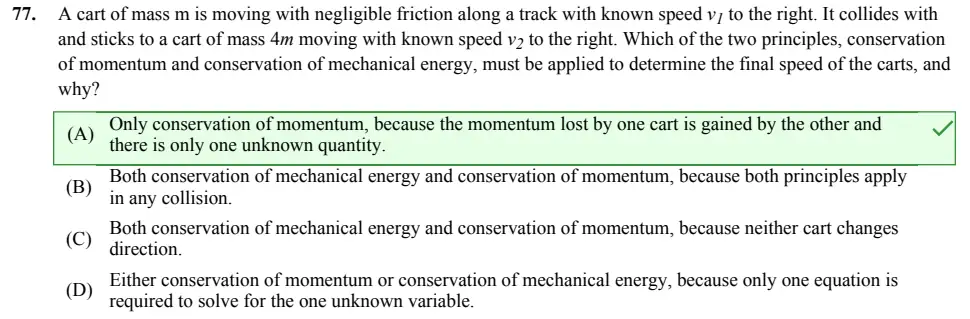 77. A cart of mass m is moving with negligible friction along a track with known speed v1 to the right. It collides with
and sticks to a cart of mass 4m moving with known speed v2 to the right. Which of the two principles, conservation
of momentum and conservation of mechanical energy, must be applied to determine the final speed of the carts, and
why?
(A) Only conservation of momentum, because the momentum lost by one cart is gained by the other and
there is only one unknown quantity.
(B) Both conservation of mechanical energy and conservation of momentum, because both principles apply
in any collision.
(C) Both conservation of mechanical energy and conservation of momentum, because neither cart changes
direction.
(D) Either conservation of momentum or conservation of mechanical energy, because only one equation is
required to solve for the one unknown variable.